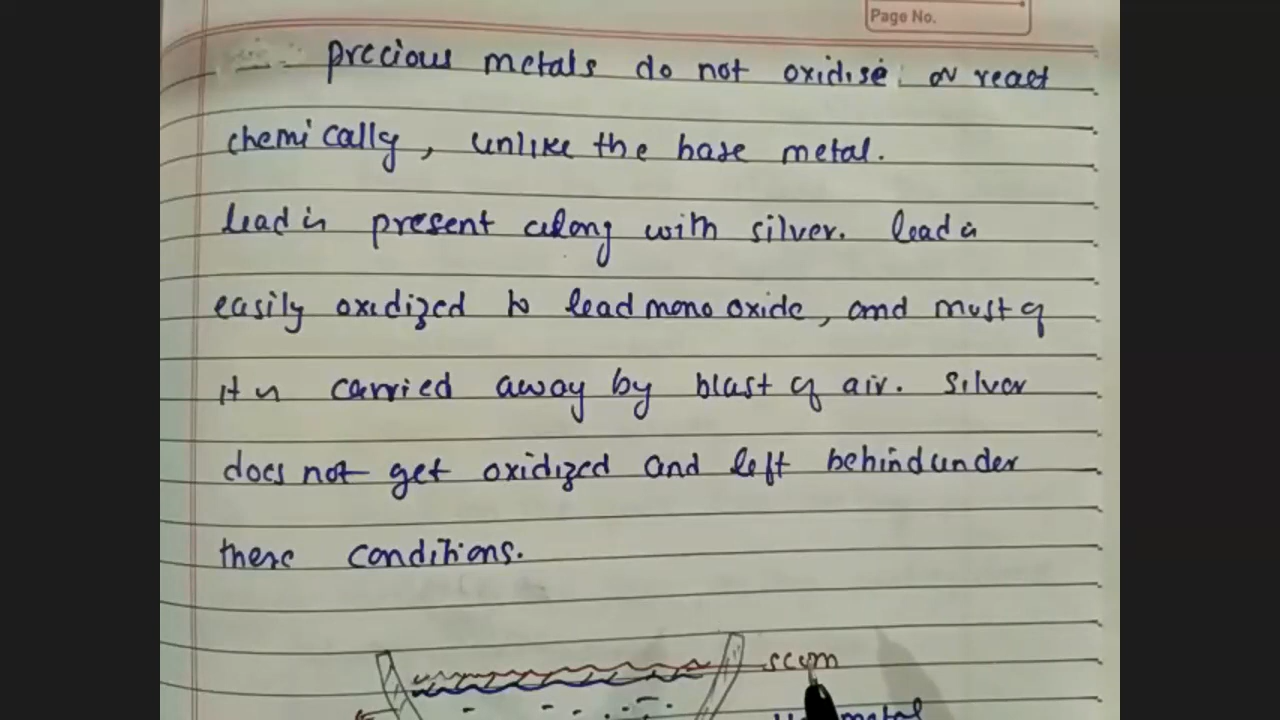 Page No.
precious metals do not oxidise or react
chemically, unlike the base metal.
lead is present along with silver. lead is
easily oxidized to lead mono oxide, and most of
it is carried away by blast of air. silver
does not get oxidized and left behind under
these conditions.
scum
metal